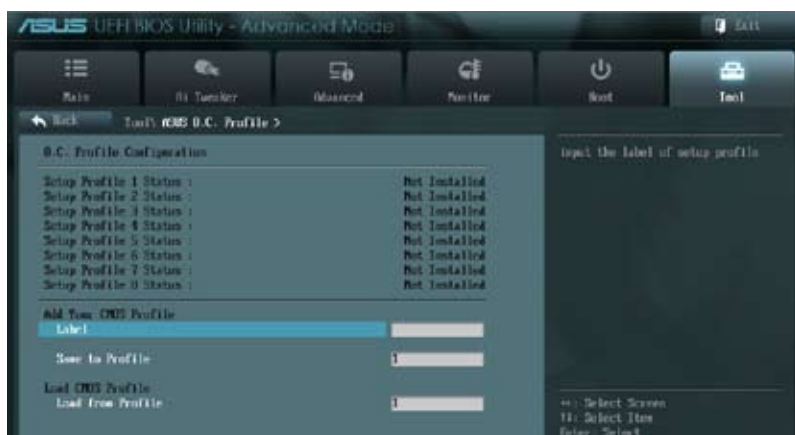 ASUS UEFI BIOS Utility - Advanced Mode
Exit
Main
Ai Tweaker
Advanced
Monitor
Boot
Tool
Back
Tool\ ASUS O.C. Profile >
O.C. Profile Configuration
Setup Profile 1 Status : Not Installed
Setup Profile 2 Status : Not Installed
Setup Profile 3 Status : Not Installed
Setup Profile 4 Status : Not Installed
Setup Profile 5 Status : Not Installed
Setup Profile 6 Status : Not Installed
Setup Profile 7 Status : Not Installed
Setup Profile 8 Status : Not Installed
Add Your CMOS Profile
Label
Save to Profile 1
Load CMOS Profile
Load from Profile 1
Input the label of setup profile
→←: Select Screen
↑↓: Select Item
Enter: Select